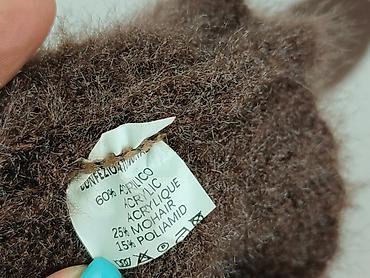 60% ACRILICO
ACRYLIC
ACRYLIQUE
25% MOHAIR
15% POLIAMID